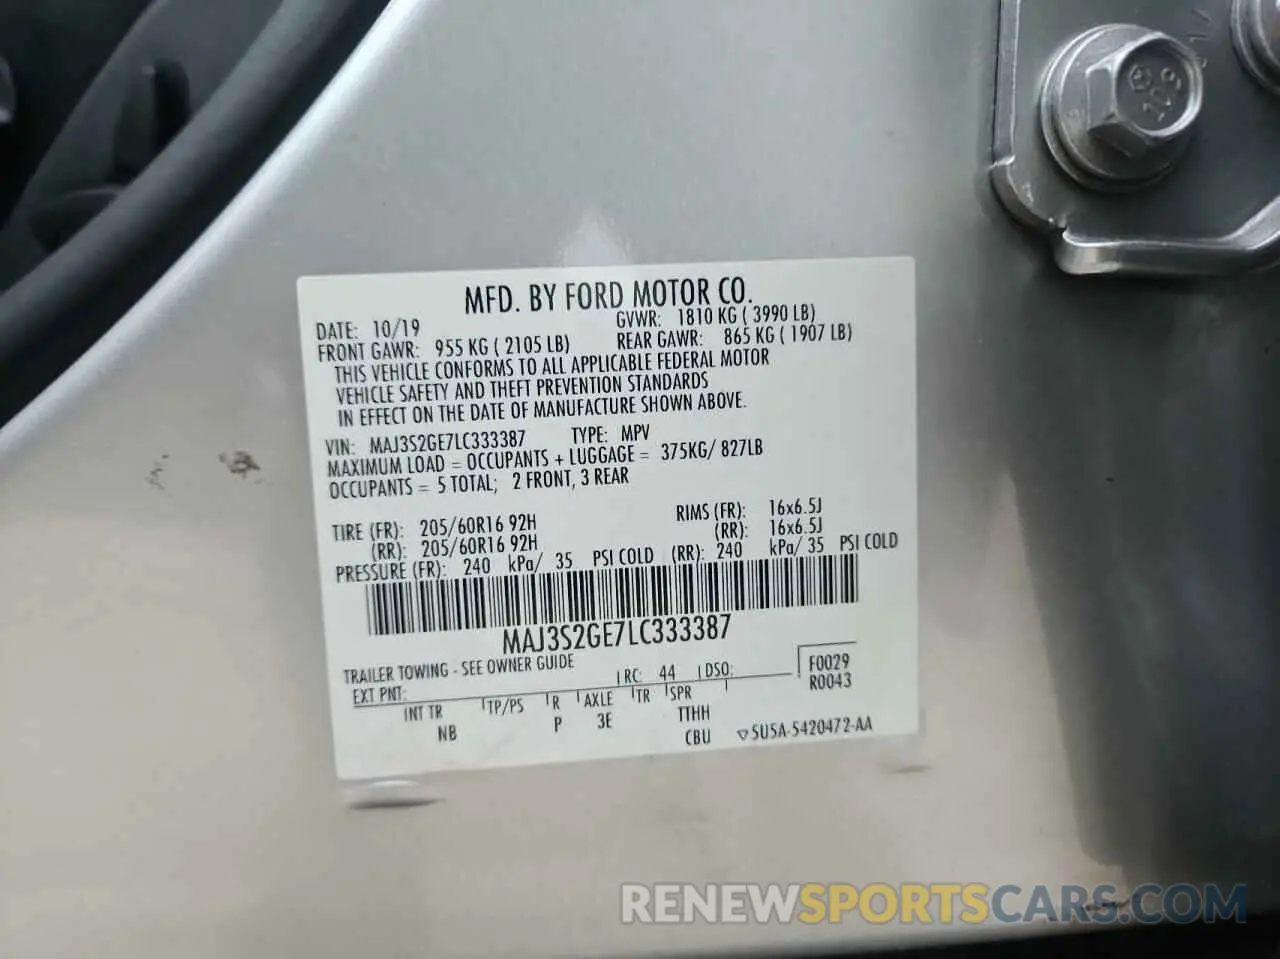 MFD. BY FORD MOTOR CO.
DATE: 10/19 GVWR: 1810 KG ( 3990 LB)
FRONT GAWR: 955 KG ( 2105 LB) REAR GAWR: 865 KG ( 1907 LB)
THIS VEHICLE CONFORMS TO ALL APPLICABLE FEDERAL MOTOR
VEHICLE SAFETY AND THEFT PREVENTION STANDARDS
IN EFFECT ON THE DATE OF MANUFACTURE SHOWN ABOVE.
VIN: MAJ3S2GE7LC333387 TYPE: MPV
MAXIMUM LOAD = OCCUPANTS + LUGGAGE = 375KG/ 827LB
OCCUPANTS = 5 TOTAL; 2 FRONT, 3 REAR
TIRE (FR): 205/60R16 92H RIMS (FR): 16x6.5J
(RR): 205/60R16 92H (RR): 16x6.5J
PRESSURE (FR): 240 kPa/ 35 PSI COLD (RR): 240 kPa/ 35 PSI COLD
MAJ3S2GE7LC333387
TRAILER TOWING - SEE OWNER GUIDE
EXT PNT: RC: 44 DSO: F0029
R0043
INT TR TP/PS R AXLE TR SPR
NB P 3E TTHH
CBU 5U5A-5420472-AA
RENEWSPORTSCARS.COM